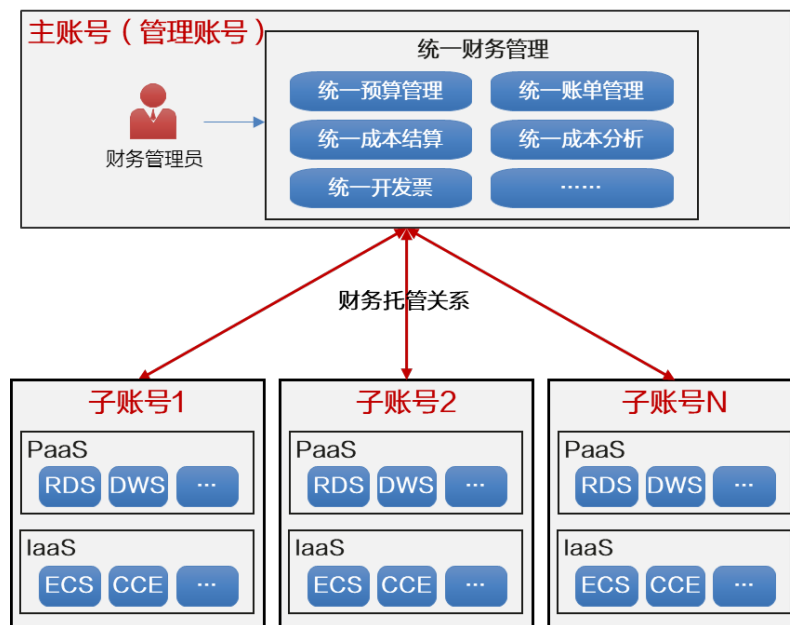 主账号（管理账号）
统一财务管理
统一预算管理 统一账单管理
财务管理员
统一成本结算 统一成本分析
统一开发票 ……
财务托管关系
子账号1
PaaS
RDS DWS …
IaaS
ECS CCE …
子账号2
PaaS
RDS DWS …
IaaS
ECS CCE …
子账号N
PaaS
RDS DWS …
IaaS
ECS CCE …